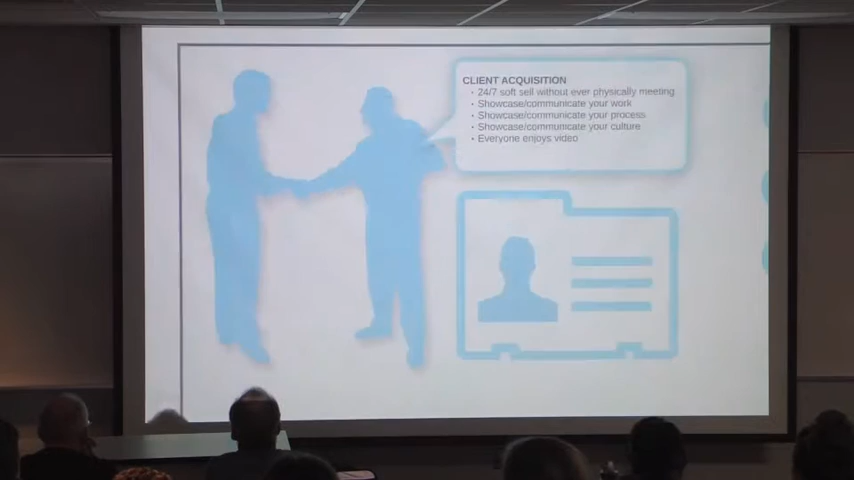 CLIENT ACQUISITION
• 24/7 soft sell without ever physically meeting
• Showcase/communicate your work
• Showcase/communicate your process
• Showcase/communicate your culture
• Everyone enjoys video